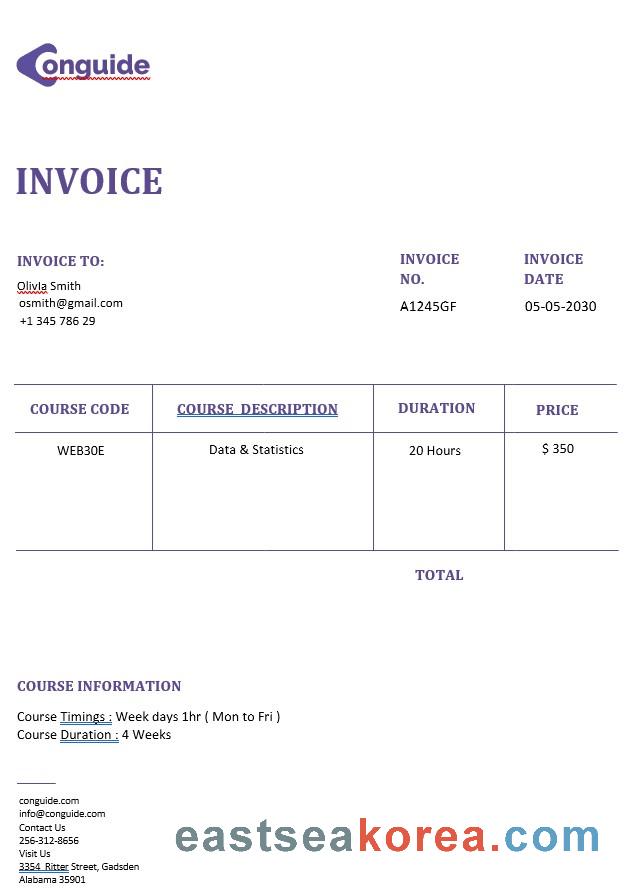 Conguide
INVOICE
INVOICE TO:
Olivia Smith
osmith@gmail.com
+1 345 786 29
INVOICE
NO.
A1245GF
INVOICE
DATE
05-05-2030
COURSE CODE COURSE DESCRIPTION DURATION PRICE
WEB30E Data & Statistics 20 Hours $ 350
TOTAL
COURSE INFORMATION
Course Timings : Week days 1hr ( Mon to Fri )
Course Duration : 4 Weeks
conguide.com
info@conguide.com
Contact Us
256-312-8656
Visit Us
3354 Ritter Street, Gadsden
Alabama 35901
eastseakorea.com